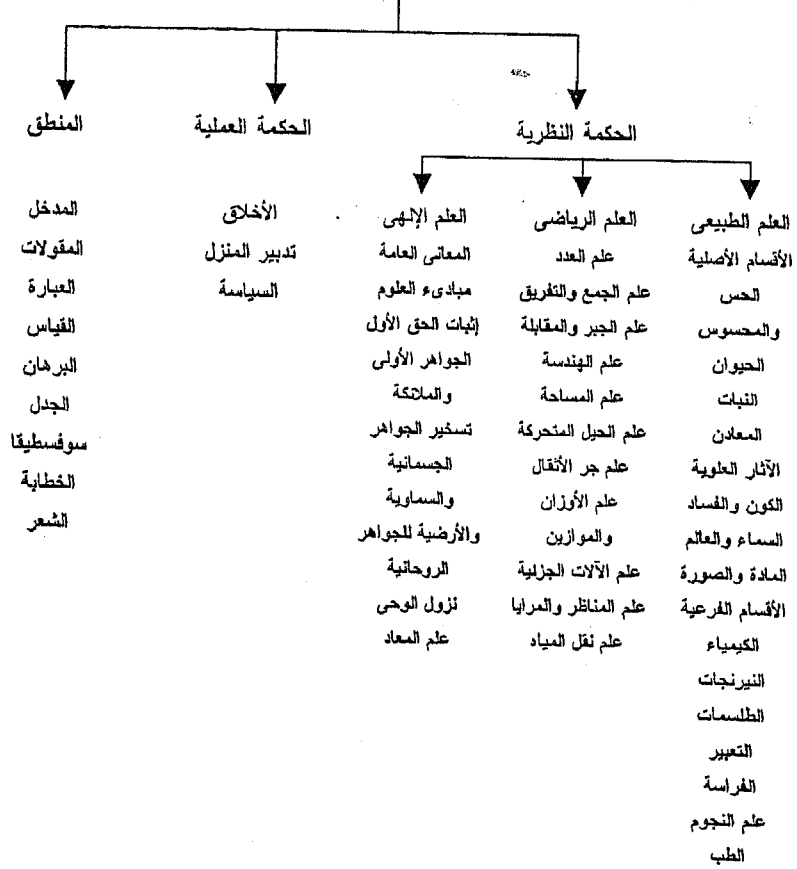 الحكمة النظرية
العلم الطبيعى
الأقسام الأصلية
الحس
والمحسوس
الحيوان
النبات
المعادن
الآثار العلوية
الكون والفساد
السماء والعالم
المادة والصورة
الأقسام الفرعية
الكيمياء
النيرنجات
الطلسمات
التعبير
الفراسة
علم النجوم
الطب
العلم الرياضى
علم العدد
علم الجمع والتفريق
علم الجبر والمقابلة
علم الهندسة
علم المساحة
علم الحيل المتحركة
علم جر الأثقال
علم الأوزان
والموازين
علم الآلات الجزئية
علم المناظر والمرايا
علم نقل المياه
العلم الإلهى
المعانى العامة
مبادىء العلوم
إثبات الحق الأول
الجواهر الأولى
والملائكة
تسخير الجواهر
الجسمانية
والسماوية
والأرضية للجواهر
الروحانية
نزول الوحى
علم المعاد
الحكمة العملية
الأخلاق
تدبير المنزل
السياسة
المنطق
المدخل
المقولات
العبارة
القياس
البرهان
الجدل
سوفسطيقا
الخطابة
الشعر